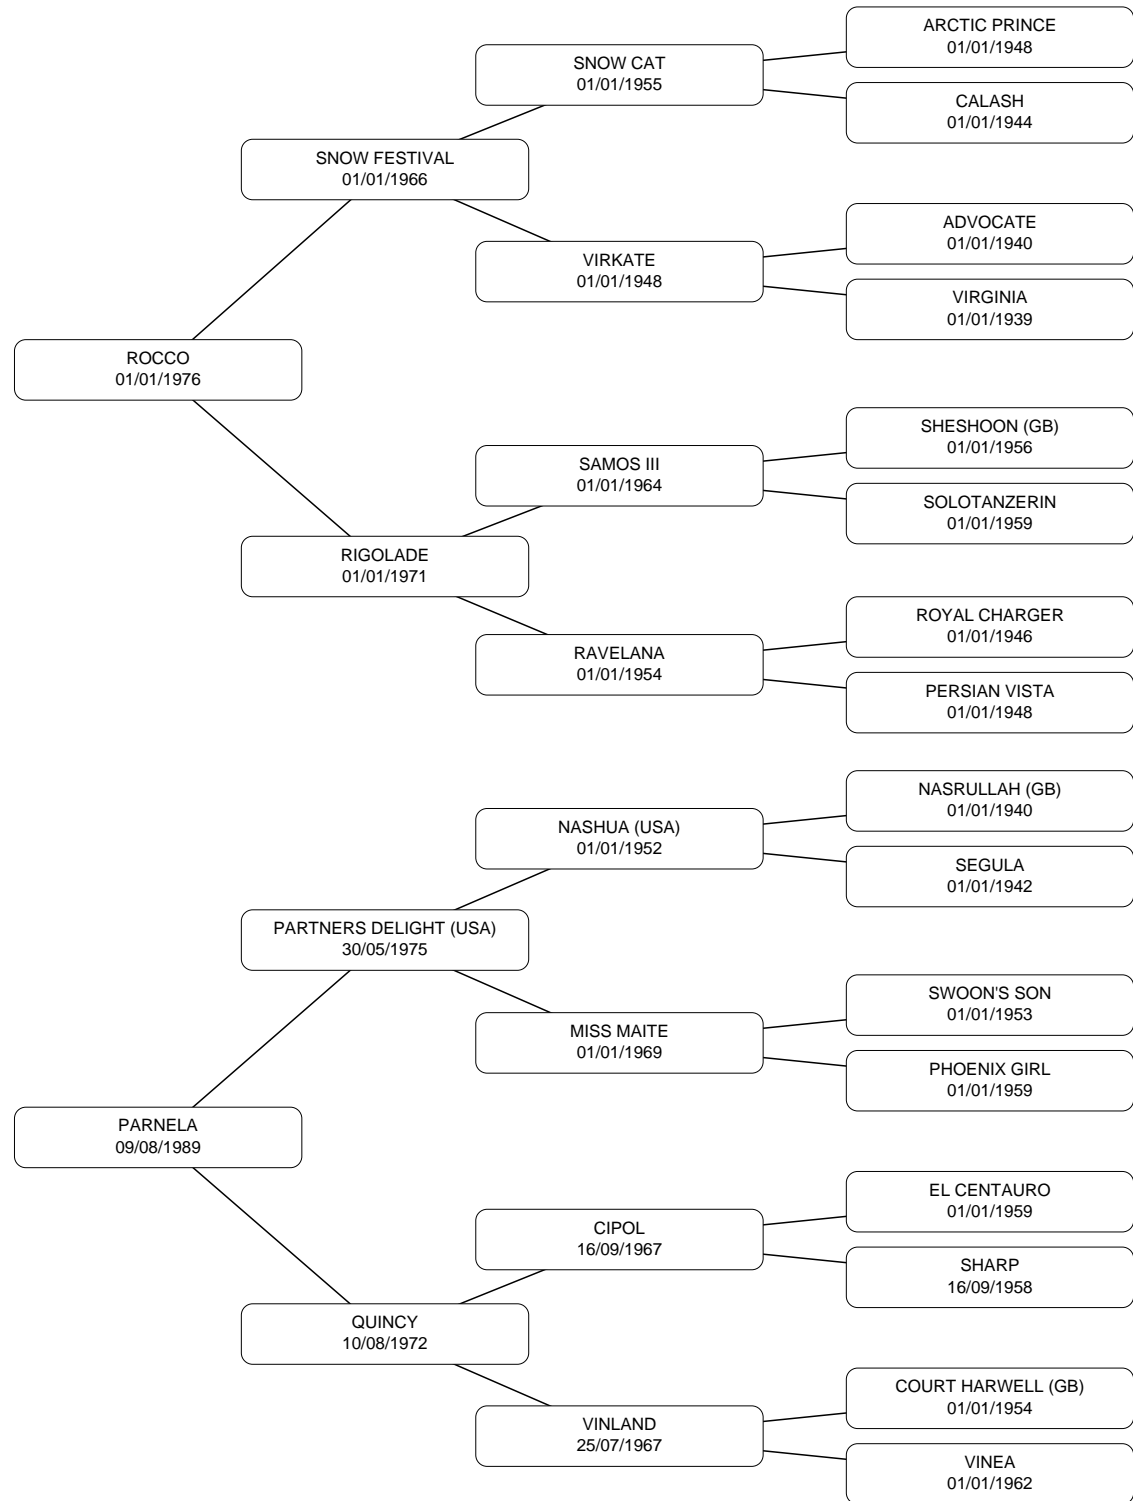 ARCTIC PRINCE
01/01/1948
SNOW CAT
01/01/1955
CALASH
01/01/1944
SNOW FESTIVAL
01/01/1966
ADVOCATE
01/01/1940
VIRKATE
01/01/1948
VIRGINIA
01/01/1939
ROCCO
01/01/1976
SHESHOON (GB)
01/01/1956
SAMOS III
01/01/1964
SOLOTANZERIN
01/01/1959
RIGOLADE
01/01/1971
ROYAL CHARGER
01/01/1946
RAVELANA
01/01/1954
PERSIAN VISTA
01/01/1948
NASRULLAH (GB)
01/01/1940
NASHUA (USA)
01/01/1952
SEGULA
01/01/1942
PARTNERS DELIGHT (USA)
30/05/1975
SWOON'S SON
01/01/1953
MISS MAITE
01/01/1969
PHOENIX GIRL
01/01/1959
PARNELA
09/08/1989
EL CENTAURO
01/01/1959
CIPOL
16/09/1967
SHARP
16/09/1958
QUINCY
10/08/1972
COURT HARWELL (GB)
01/01/1954
VINLAND
25/07/1967
VINEA
01/01/1962